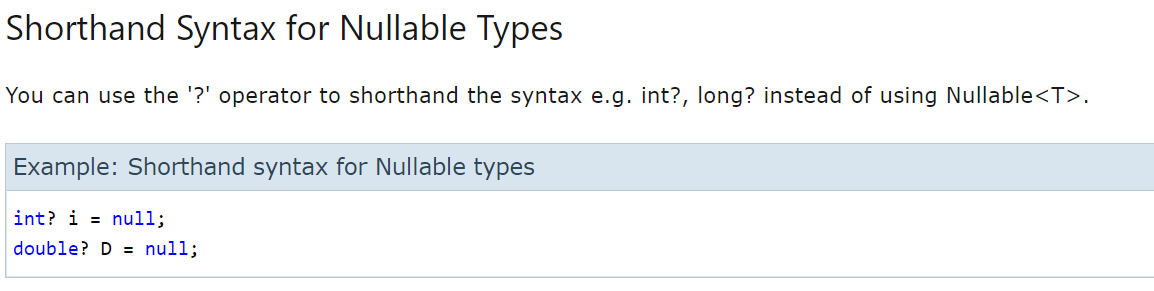 Shorthand Syntax for Nullable Types
You can use the '?' operator to shorthand the syntax e.g. int?, long? instead of using Nullable<T>.
Example: Shorthand syntax for Nullable types
int? i = null;
double? D = null;